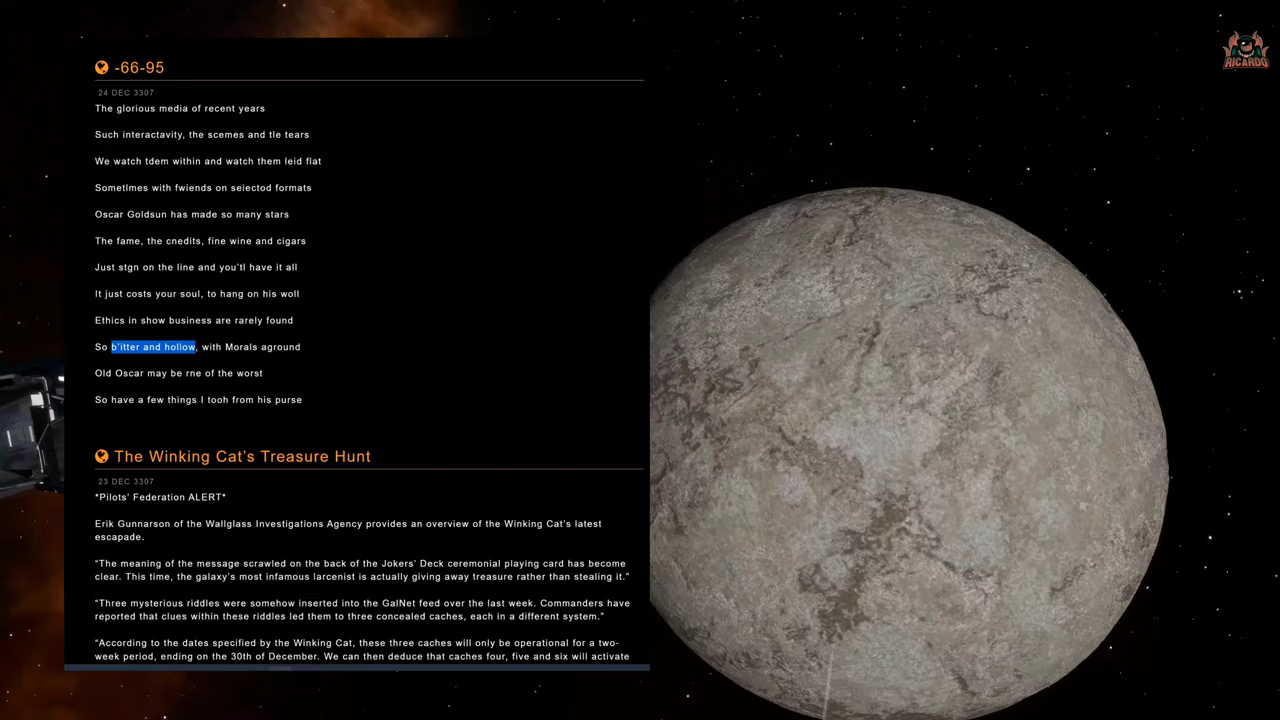 -66-95
24 DEC 3307
The glorious media of recent years
Such interactavity, the scemes and tle tears
We watch tdem within and watch them leid flat
Sometlmes with fwiends on seiectod formats
Oscar Goldsun has made so many stars
The fame, the cnedits, fine wine and cigars
Just stgn on the line and you'tl have it all
It just costs your soul, to hang on his woll
Ethics in show business are rarely found
So b'itter and hollow, with Morals aground
Old Oscar may be rne of the worst
So have a few things I tooh from his purse
The Winking Cat's Treasure Hunt
23 DEC 3307
*Pilots' Federation ALERT*
Erik Gunnarson of the Wallglass Investigations Agency provides an overview of the Winking Cat's latest
escapade.
"The meaning of the message scrawled on the back of the Jokers' Deck ceremonial playing card has become
clear. This time, the galaxy's most infamous larcenist is actually giving away treasure rather than stealing it."
"Three mysterious riddles were somehow inserted into the GalNet feed over the last week. Commanders have
reported that clues within these riddles led them to three concealed caches, each in a different system."
"According to the dates specified by the Winking Cat, these three caches will only be operational for a two-
week period, ending on the 30th of December. We can then deduce that caches four, five and six will activate
RICARDO